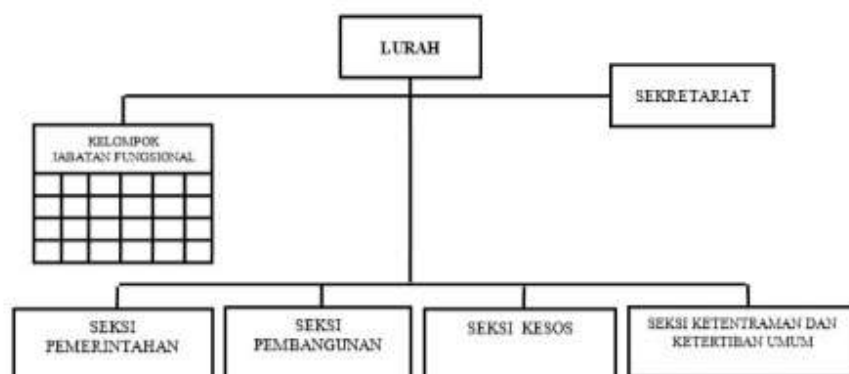 LURAH
SEKRETARIAT
KELOMPOK
JABATAN FUNGSIONAL
SEKSI
PEMERINTAHAN
SEKSI
PEMBANGUNAN
SEKSI KESOS
SEKSI KETENTRAMAN DAN
KETERTIBAN UMUM